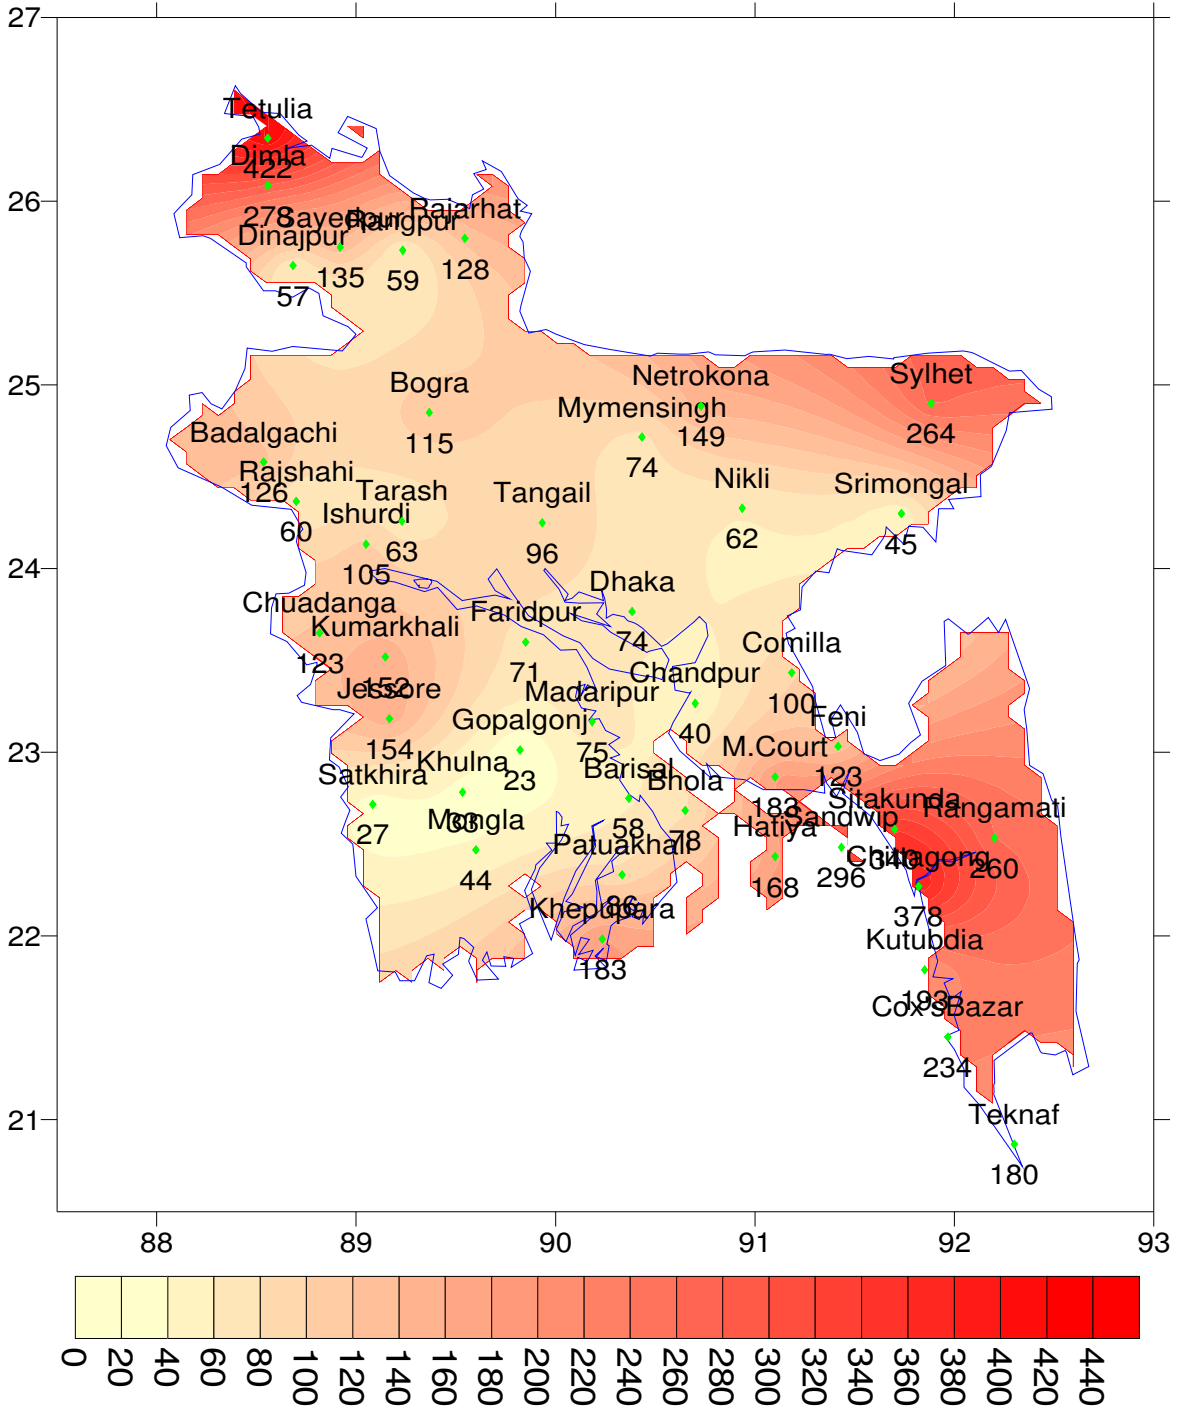 27
Tetulia
Dimla
422
26
278
Sayedpur
Rangpur
Rajarhat
Dinajpur
135
59
128
57
25
Bogra
115
Netrokona
Mymensingh
149
74
Sylhet
264
Badalgachi
Rajshahi
126
60
Tarash
Ishurdi
63
105
Tangail
96
Nikli
62
Srimongal
45
24
Chuadanga
Kumarkhali
123
152
Jessore
154
Faridpur
71
Dhaka
74
Chandpur
40
Comilla
100
Madaripur
75
Gopalgonj
23
23
Khulna
33
Satkhira
27
Mongla
44
Barisal
58
Bhola
78
Feni
123
M.Court
183
Hatiya
168
Sandwip
296
Sitakunda
340
Rangamati
260
Chittagong
378
Patuakhali
86
Khepupara
183
22
Kutubdia
193
Cox'sBazar
234
21
Teknaf
180
88 89 90 91 92 93
0 20 40 60 80 100 120 140 160 180 200 220 240 260 280 300 320 340 360 380 400 420 440